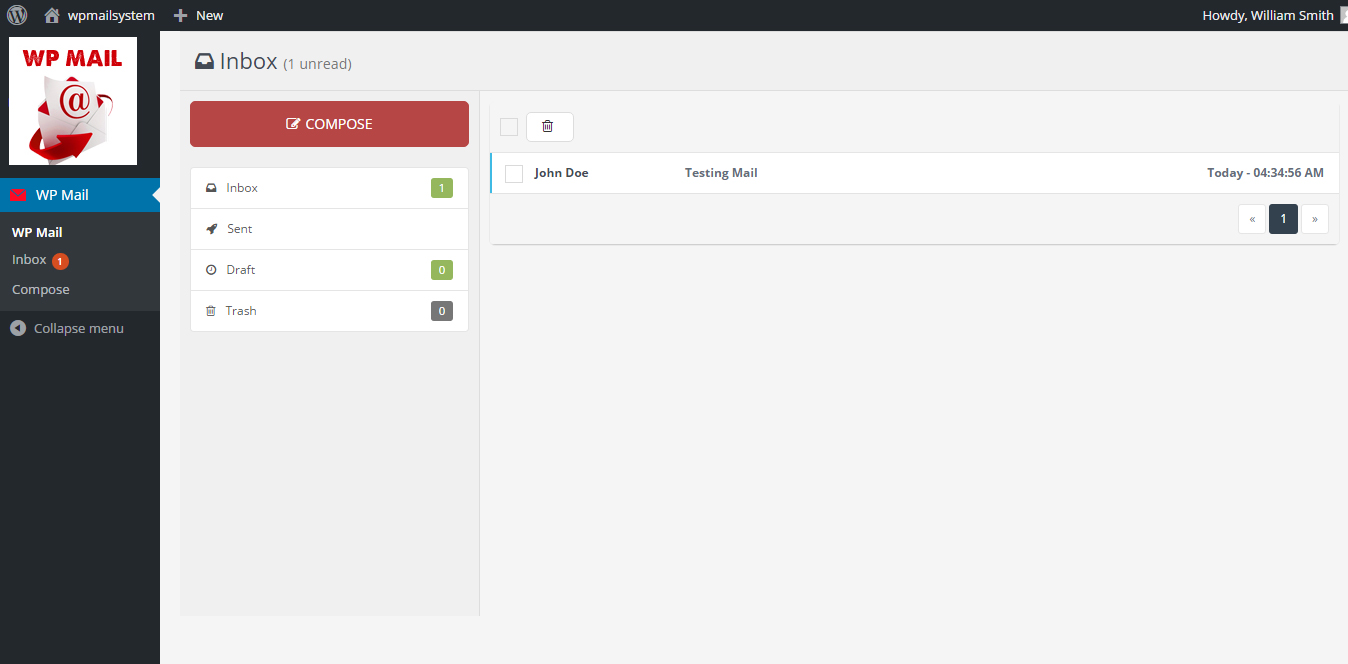 wpmailsystem
New
Howdy, William Smith
WP MAIL
@
WP Mail
WP Mail
Inbox 1
Compose
Collapse menu
Inbox (1 unread)
COMPOSE
Inbox 1
Sent
Draft 0
Trash 0
John Doe Testing Mail Today - 04:34:56 AM
« 1 »